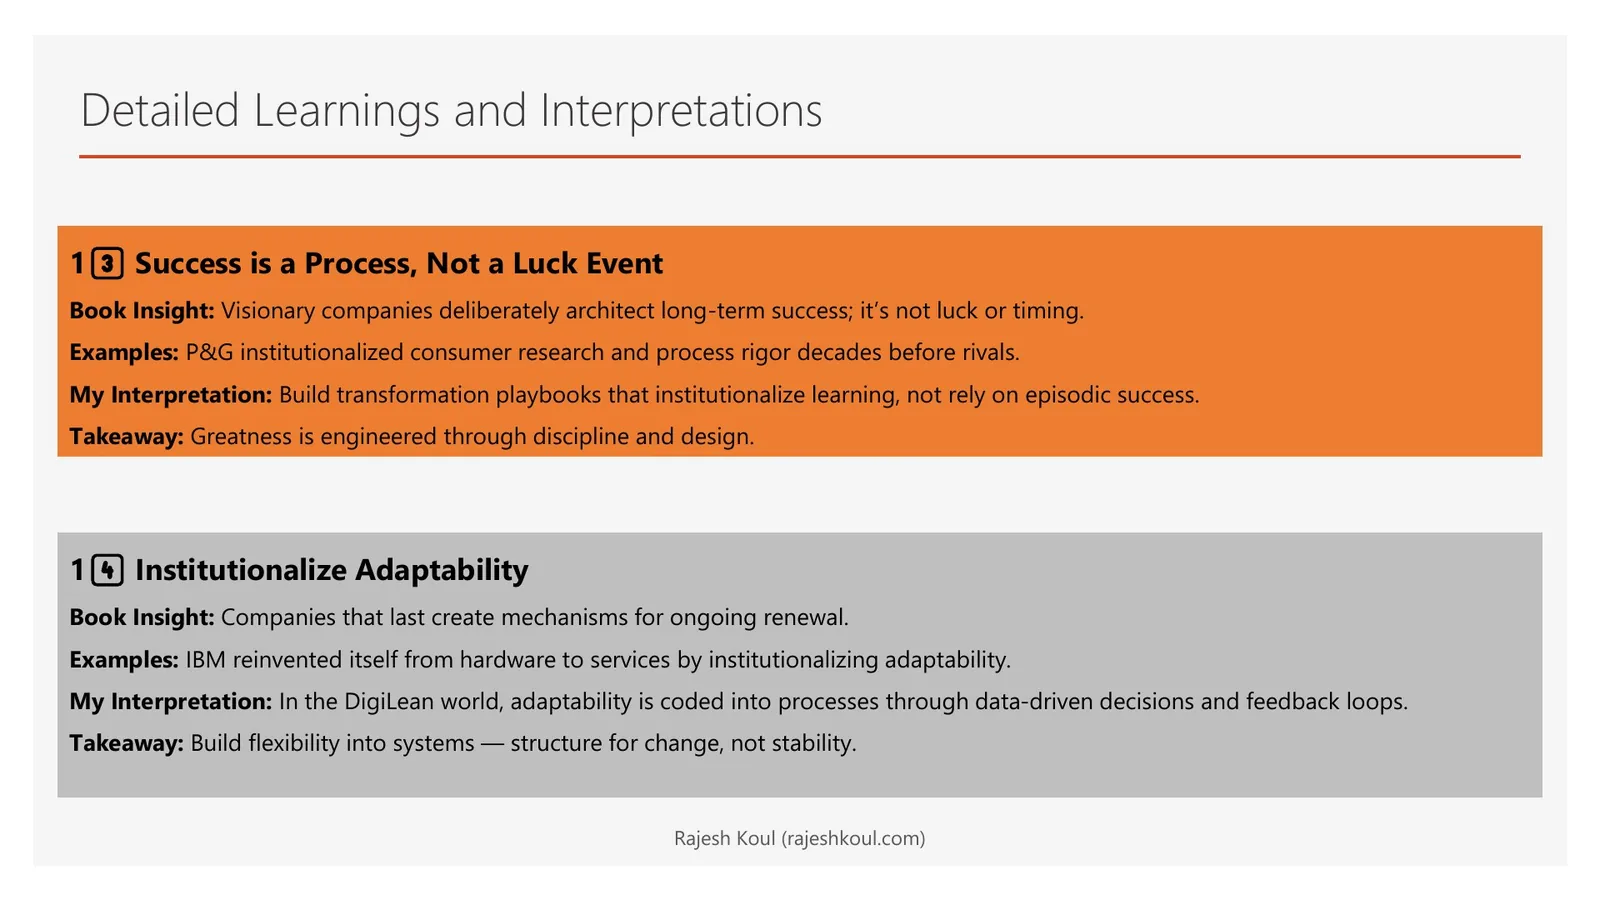 Detailed Learnings and Interpretations
13️⃣ Success is a Process, Not a Luck Event
Book Insight: Visionary companies deliberately architect long-term success; it’s not luck or timing.
Examples: P&G institutionalized consumer research and process rigor decades before rivals.
My Interpretation: Build transformation playbooks that institutionalize learning, not rely on episodic success.
Takeaway: Greatness is engineered through discipline and design.
14️⃣ Institutionalize Adaptability
Book Insight: Companies that last create mechanisms for ongoing renewal.
Examples: IBM reinvented itself from hardware to services by institutionalizing adaptability.
My Interpretation: In the DigiLean world, adaptability is coded into processes through data-driven decisions and feedback loops.
Takeaway: Build flexibility into systems — structure for change, not stability.
Rajesh Koul (rajeshkoul.com)